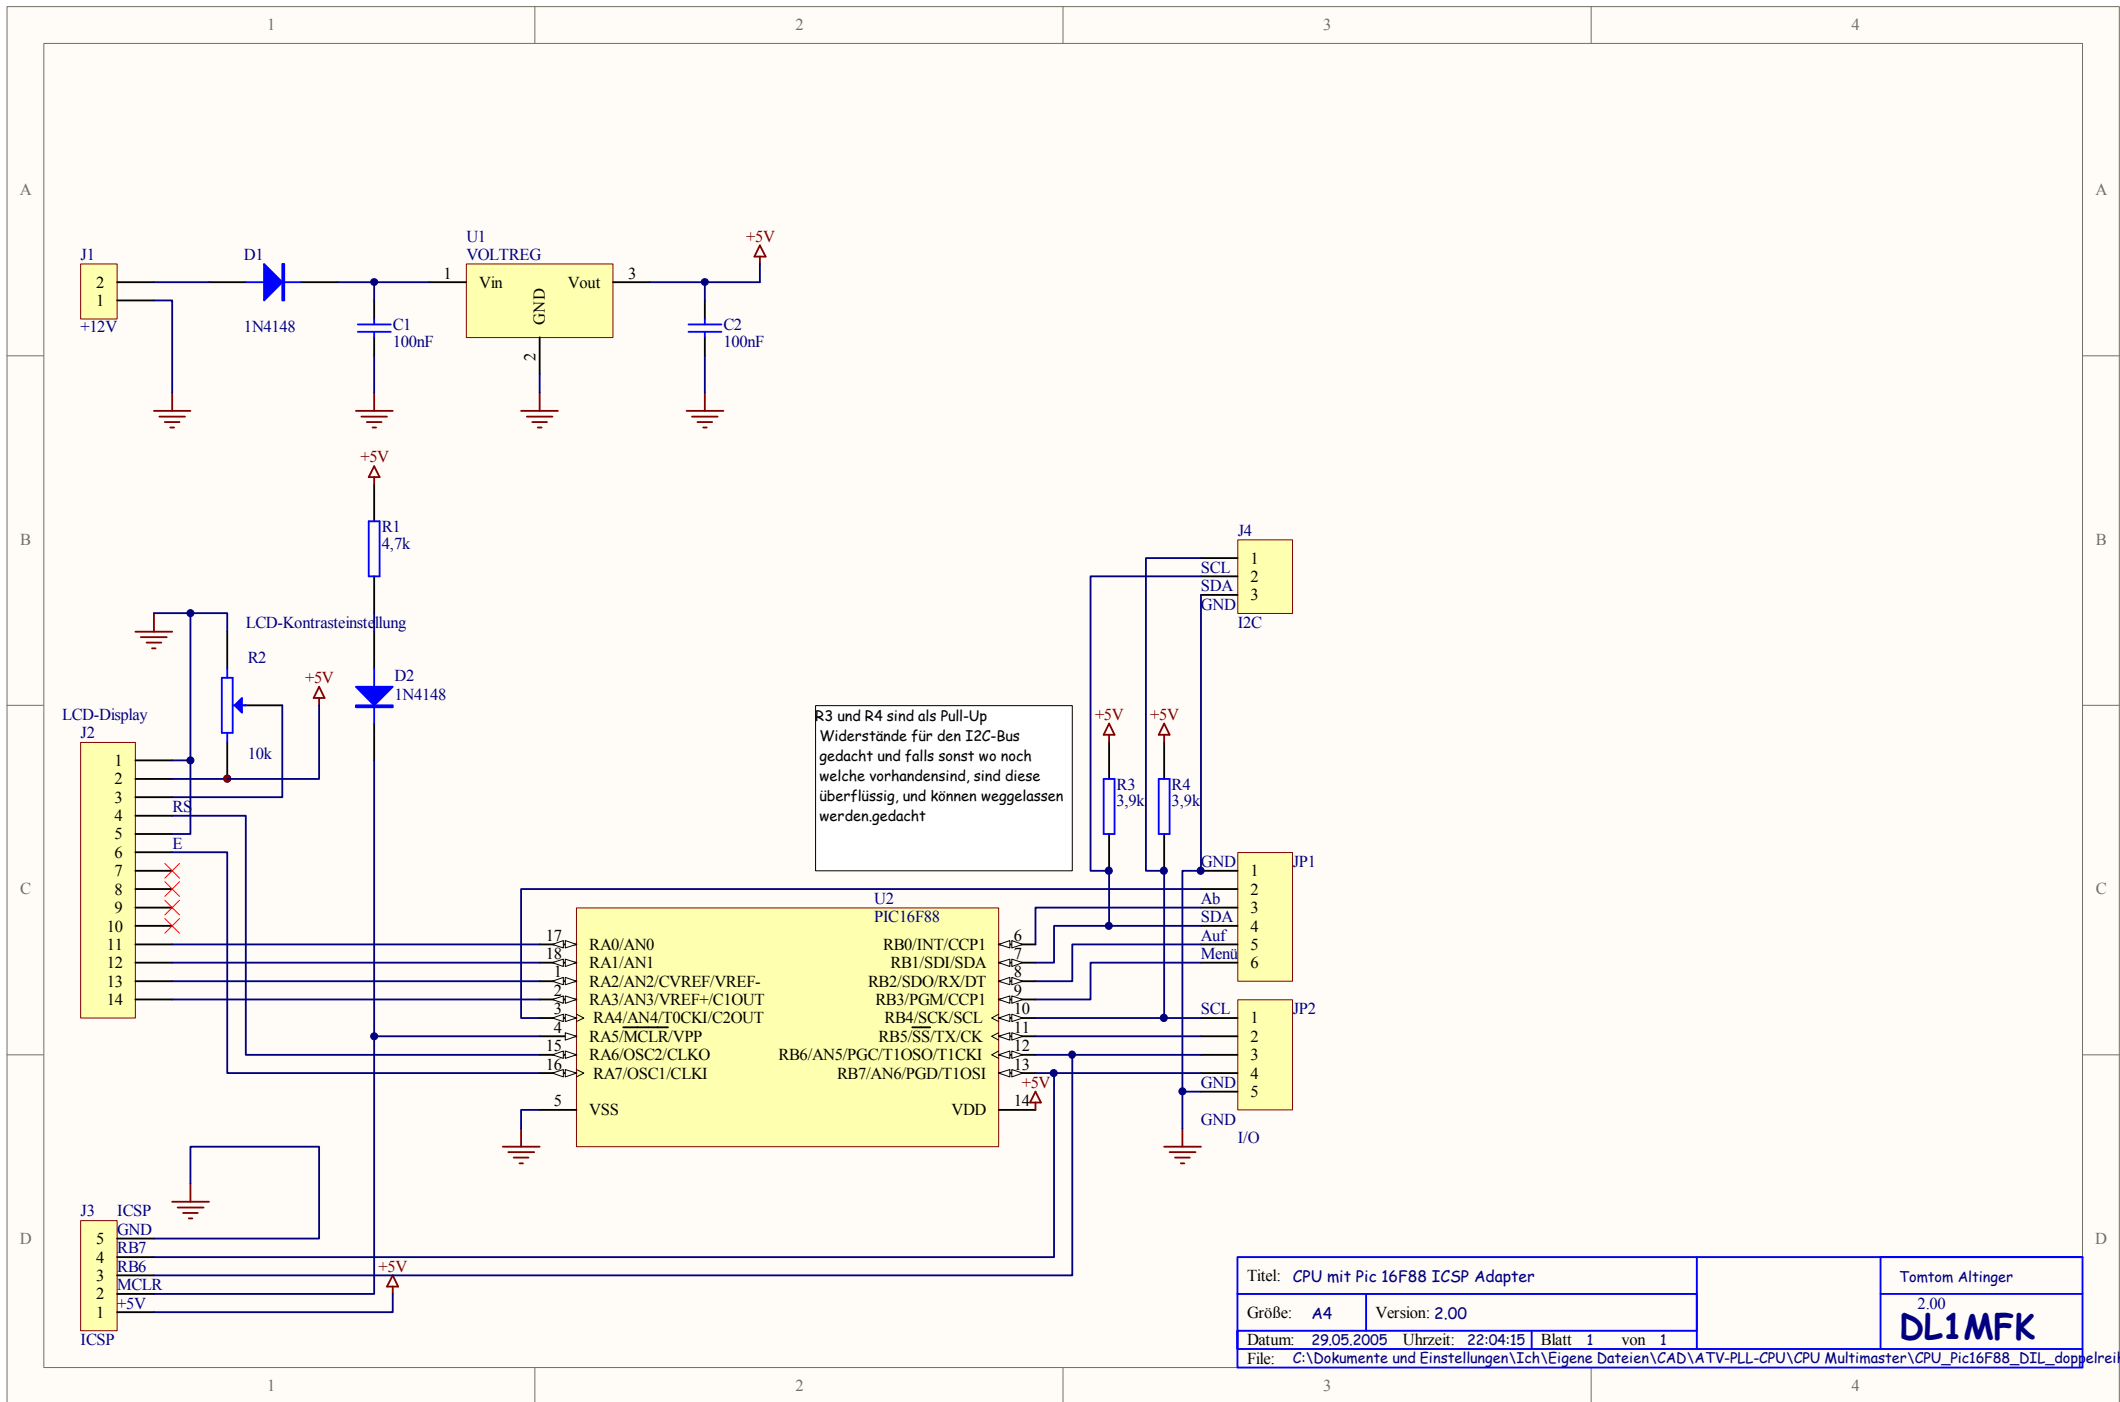 1 2 3 4
A A
J1
2
1
+12V
D1
1N4148
C1
100nF
U1
VOLTREG
1 Vin Vout 3
GND
2
+5V
C2
100nF
B B
+5V
R1
4,7k
LCD-Kontrasteinstellung
R2
10k
+5V
D2
1N4148
J4
1
SCL
2
SDA
3
GND
I2C
R3 und R4 sind als Pull-Up
Widerstände für den I2C-Bus
gedacht und falls sonst wo noch
welche vorhandensind, sind diese
überflüssig, und können weggelassen
werden.gedacht
+5V +5V
R3
3,9k
R4
3,9k
C C
LCD-Display
J2
1
2
3
RS
4
5
E
6
7
8
9
10
11
12
13
14
U2
PIC16F88
17 RA0/AN0
18 RA1/AN1
1 RA2/AN2/CVREF/VREF-
2 RA3/AN3/VREF+/C1OUT
3 RA4/AN4/T0CKI/C2OUT
4 RA5/MCLR/VPP
15 RA6/OSC2/CLKO
16 RA7/OSC1/CLKI
5 VSS
RB0/INT/CCP1 6
RB1/SDI/SDA 7
RB2/SDO/RX/DT 8
RB3/PGM/CCP1 9
RB4/SCK/SCL 10
RB5/SS/TX/CK 11
RB6/AN5/PGC/T1OSO/T1CKI 12
RB7/AN6/PGD/T1OSI 13
+5V
VDD 14
JP1
GND
1
2
Ab
3
SDA
4
Auf
5
Menü
6
JP2
SCL
1
2
3
4
GND
5
GND
I/O
D D
J3 ICSP
GND
5
RB7
4
RB6
3
MCLR
2
+5V
1
ICSP
+5V
Titel: CPU mit Pic 16F88 ICSP Adapter
Tomtom Altinger
Größe: A4 Version: 2.00
2.00
DL1MFK
Datum: 29.05.2005 Uhrzeit: 22:04:15 Blatt 1 von 1
File: C:\Dokumente und Einstellungen\Ich\Eigene Dateien\CAD\ATV-PLL-CPU\CPU Multimaster\CPU_Pic16F88_DIL_doppelrei
1 2 3 4